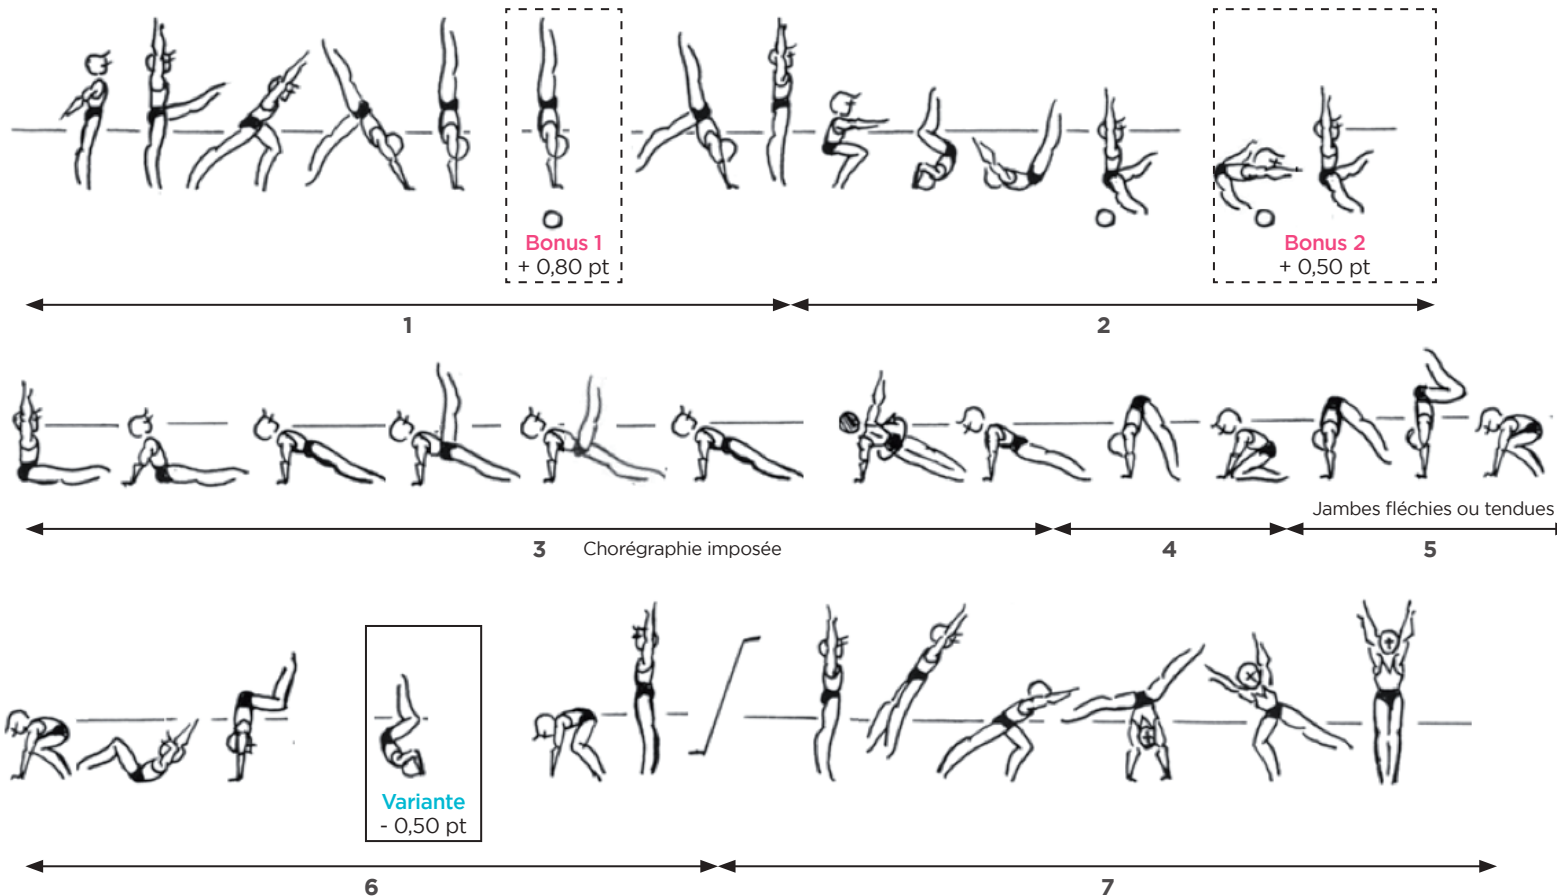 Bonus 1
+ 0,80 pt
Bonus 2
+ 0,50 pt
1
2
Jambes fléchies ou tendues
3
Chorégraphie imposée
4
5
Variante
- 0,50 pt
6
7